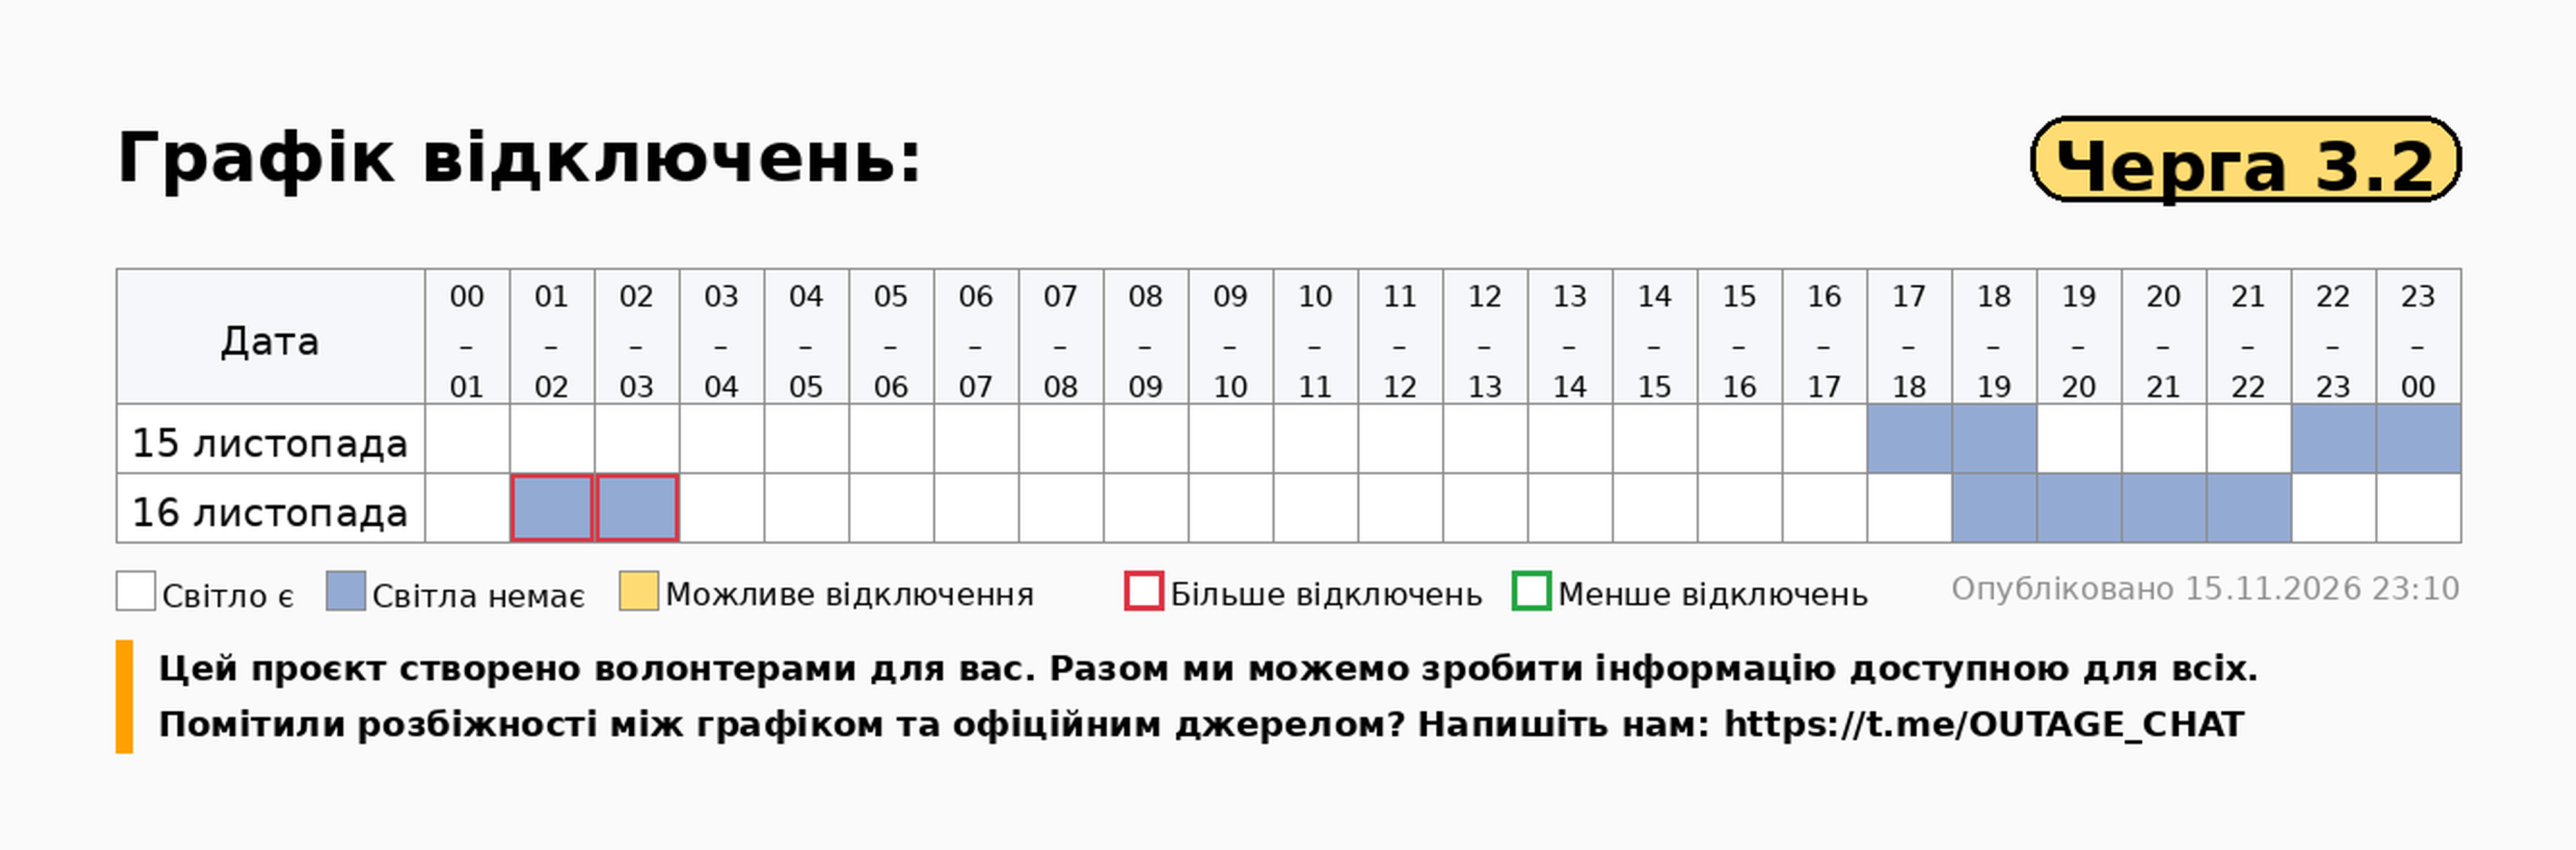 Графік відключень:
Черга 3.2
Дата 00 – 01 01 – 02 02 – 03 03 – 04 04 – 05 05 – 06 06 – 07 07 – 08 08 – 09 09 – 10 10 – 11 11 – 12 12 – 13 13 – 14 14 – 15 15 – 16 16 – 17 17 – 18 18 – 19 19 – 20 20 – 21 21 – 22 22 – 23 23 – 00
15 листопада
16 листопада
Світло є Світла немає Можливе відключення Більше відключень Менше відключень Опубліковано 15.11.2026 23:10
Цей проєкт створено волонтерами для вас. Разом ми можемо зробити інформацію доступною для всіх.
Помітили розбіжності між графіком та офіційним джерелом? Напишіть нам: https://t.me/OUTAGE_CHAT